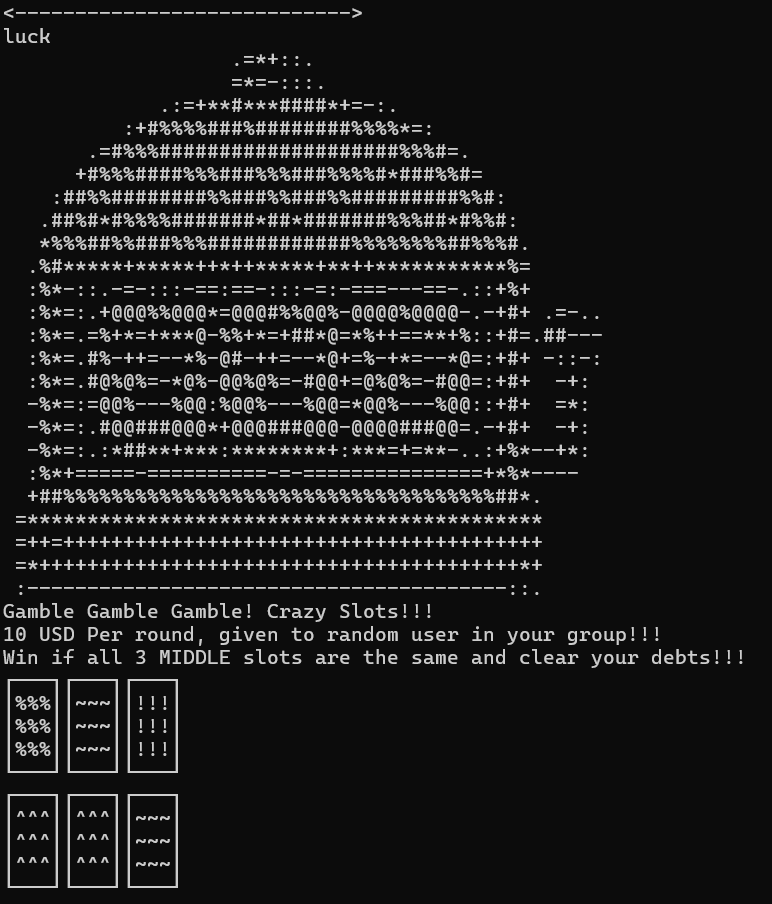 <---------------------------->
luck
Gamble Gamble Gamble! Crazy Slots!!!
10 USD Per round, given to random user in your group!!!
Win if all 3 MIDDLE slots are the same and clear your debts!!!
%%% ~~~ !!!
%%% ~~~ !!!
%%% ~~~ !!!
^^^ ^^^ ~~~
^^^ ^^^ ~~~
^^^ ^^^ ~~~